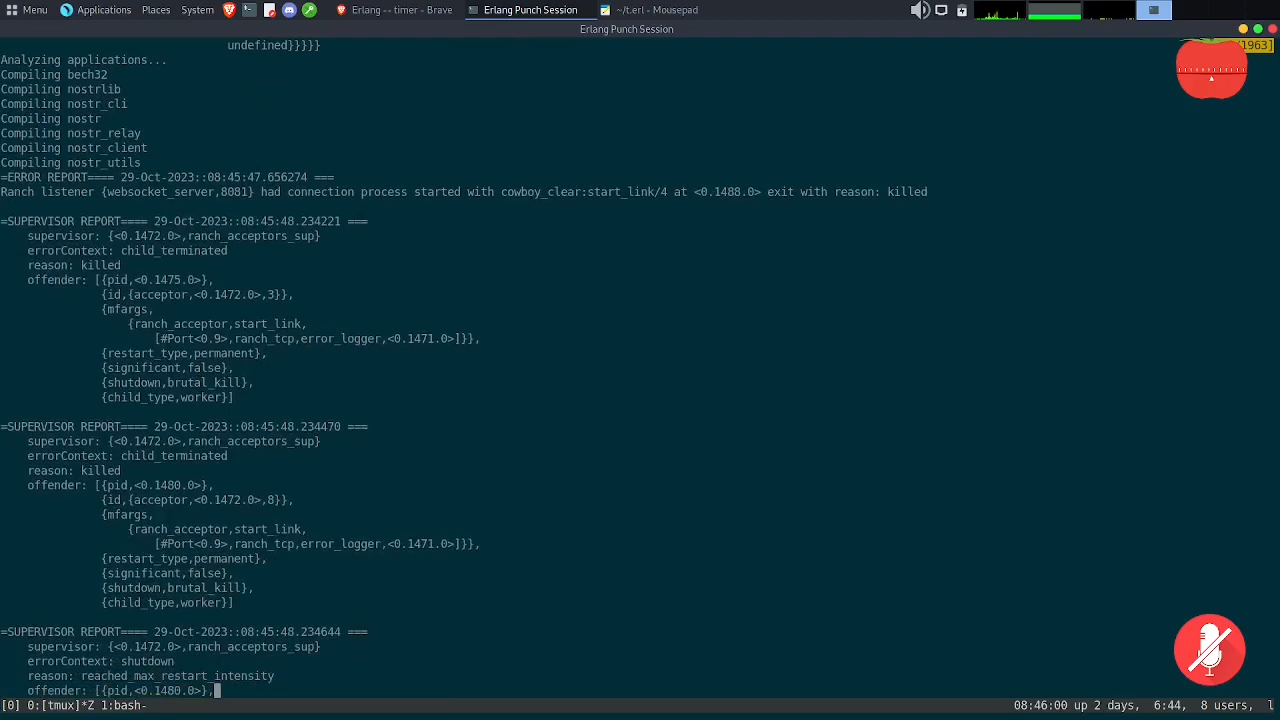 Menu Applications Places System Erlang -- timer - Brave Erlang Punch Session ~/t.erl - Mousepad
Erlang Punch Session
undefined}}}}} 1963]
Analyzing applications...
Compiling bech32
Compiling nostrlib
Compiling nostr_cli
Compiling nostr
Compiling nostr_relay
Compiling nostr_client
Compiling nostr_utils
=ERROR REPORT==== 29-Oct-2023::08:45:47.656274 ===
Ranch listener {websocket_server,8081} had connection process started with cowboy_clear:start_link/4 at <0.1488.0> exit with reason: killed
=SUPERVISOR REPORT==== 29-Oct-2023::08:45:48.234221 ===
supervisor: {<0.1472.0>,ranch_acceptors_sup}
errorContext: child_terminated
reason: killed
offender: [{pid,<0.1475.0>},
{id,{acceptor,<0.1472.0>,3}},
{mfargs,
{ranch_acceptor,start_link,
[#Port<0.9>,ranch_tcp,error_logger,<0.1471.0>]}},
{restart_type,permanent},
{significant,false},
{shutdown,brutal_kill},
{child_type,worker}]
=SUPERVISOR REPORT==== 29-Oct-2023::08:45:48.234470 ===
supervisor: {<0.1472.0>,ranch_acceptors_sup}
errorContext: child_terminated
reason: killed
offender: [{pid,<0.1480.0>},
{id,{acceptor,<0.1472.0>,8}},
{mfargs,
{ranch_acceptor,start_link,
[#Port<0.9>,ranch_tcp,error_logger,<0.1471.0>]}},
{restart_type,permanent},
{significant,false},
{shutdown,brutal_kill},
{child_type,worker}]
=SUPERVISOR REPORT==== 29-Oct-2023::08:45:48.234644 ===
supervisor: {<0.1472.0>,ranch_acceptors_sup}
errorContext: shutdown
reason: reached_max_restart_intensity
offender: [{pid,<0.1480.0>},
[0] 0:[tmux]*Z 1:bash- 08:46:00 up 2 days, 6:44, 8 users, l